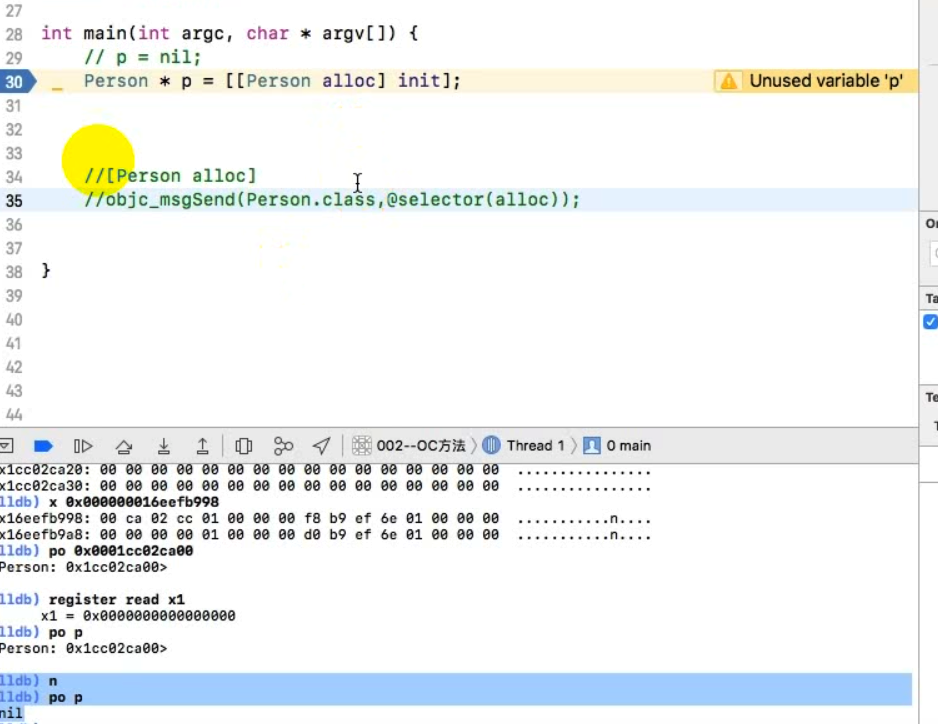 27
28 int main(int argc, char * argv[]) {
29 // p = nil;
30 Person * p = [[Person alloc] init]; Unused variable 'p'
31
32
33
34 //[Person alloc]
35 //objc_msgSend(Person.class,@selector(alloc));
36
37
38 }
39
40
41
42
43
44
002--OC方法 〉 Thread 1 〉 0 main
x1cc02ca20: 00 00 00 00 00 00 00 00 00 00 00 00 00 00 00 00 ................
x1cc02ca30: 00 00 00 00 00 00 00 00 00 00 00 00 00 00 00 00 ................
lldb) x 0x000000016eefb998
x16eefb998: 00 ca 02 cc 01 00 00 00 f8 b9 ef 6e 01 00 00 00 ...........n....
x16eefb9a8: 00 00 00 00 01 00 00 00 d0 b9 ef 6e 01 00 00 00 ...........n....
lldb) po 0x0001cc02ca00
Person: 0x1cc02ca00>
lldb) register read x1
x1 = 0x0000000000000000
lldb) po p
Person: 0x1cc02ca00>
lldb) n
lldb) po p
nil